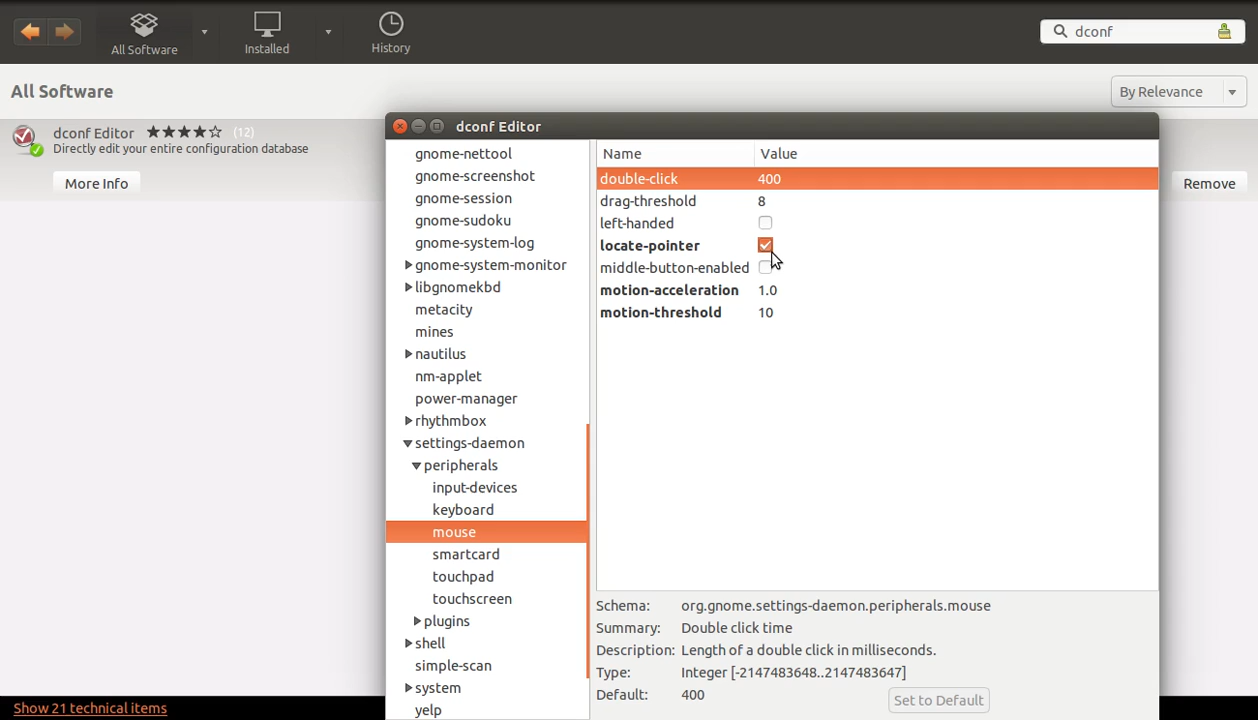 All Software
Installed
History
dconf
All Software
By Relevance
dconf Editor (12)
Directly edit your entire configuration database
More Info
Remove
dconf Editor
gnome-nettool
gnome-screenshot
gnome-session
gnome-sudoku
gnome-system-log
gnome-system-monitor
libgnomekbd
metacity
mines
nautilus
nm-applet
power-manager
rhythmbox
settings-daemon
peripherals
input-devices
keyboard
mouse
smartcard
touchpad
touchscreen
plugins
shell
simple-scan
system
yelp
Name Value
double-click 400
drag-threshold 8
left-handed
locate-pointer
middle-button-enabled
motion-acceleration 1.0
motion-threshold 10
Schema: org.gnome.settings-daemon.peripherals.mouse
Summary: Double click time
Description: Length of a double click in milliseconds.
Type: Integer [-2147483648..2147483647]
Default: 400
Set to Default
Show 21 technical items